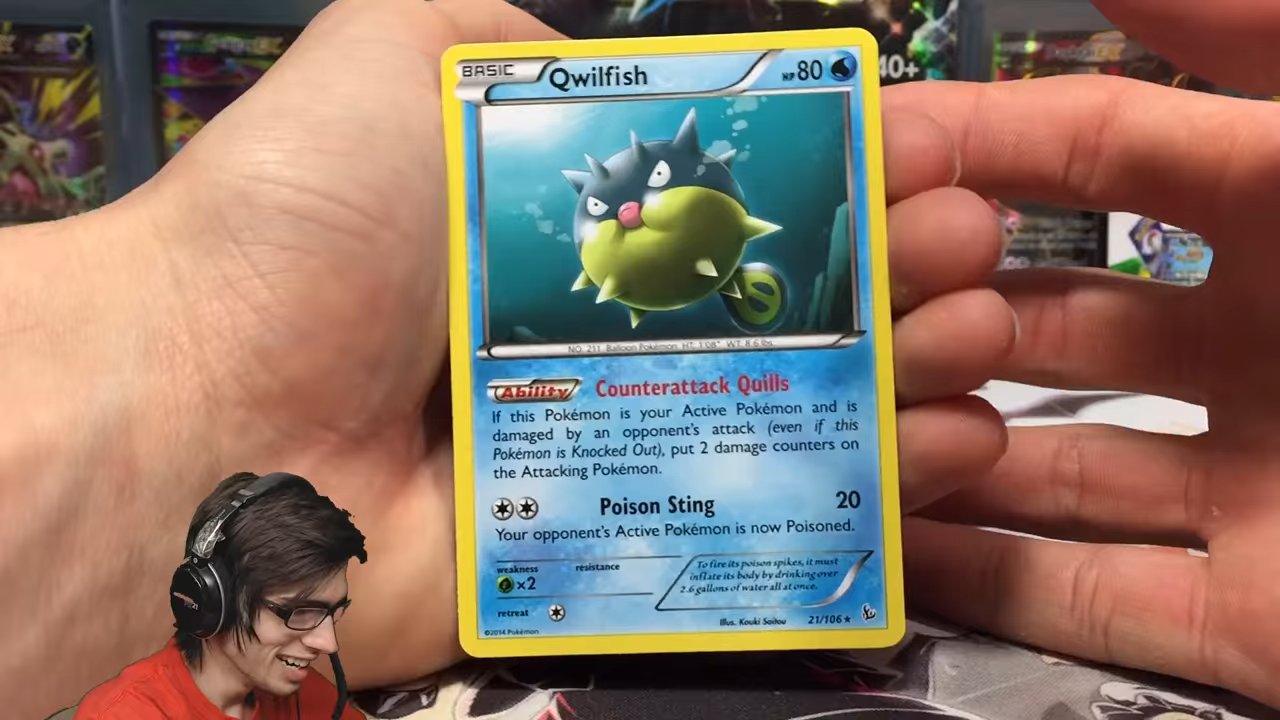 BASIC Qwilfish HP 80
40+
NO. 211 Balloon Pokémon HT. 1'08" WT. 8.6 lbs.
Ability Counterattack Quills
If this Pokémon is your Active Pokémon and is
damaged by an opponent's attack (even if this
Pokémon is Knocked Out), put 2 damage counters on
the Attacking Pokémon.
Poison Sting 20
Your opponent's Active Pokémon is now Poisoned.
weakness resistance
×2
To fire its poison spikes, it must
inflate its body by drinking over
2.6 gallons of water all at once.
retreat
Illus. Kouki Saitou 21/106★
©2014 Pokémon